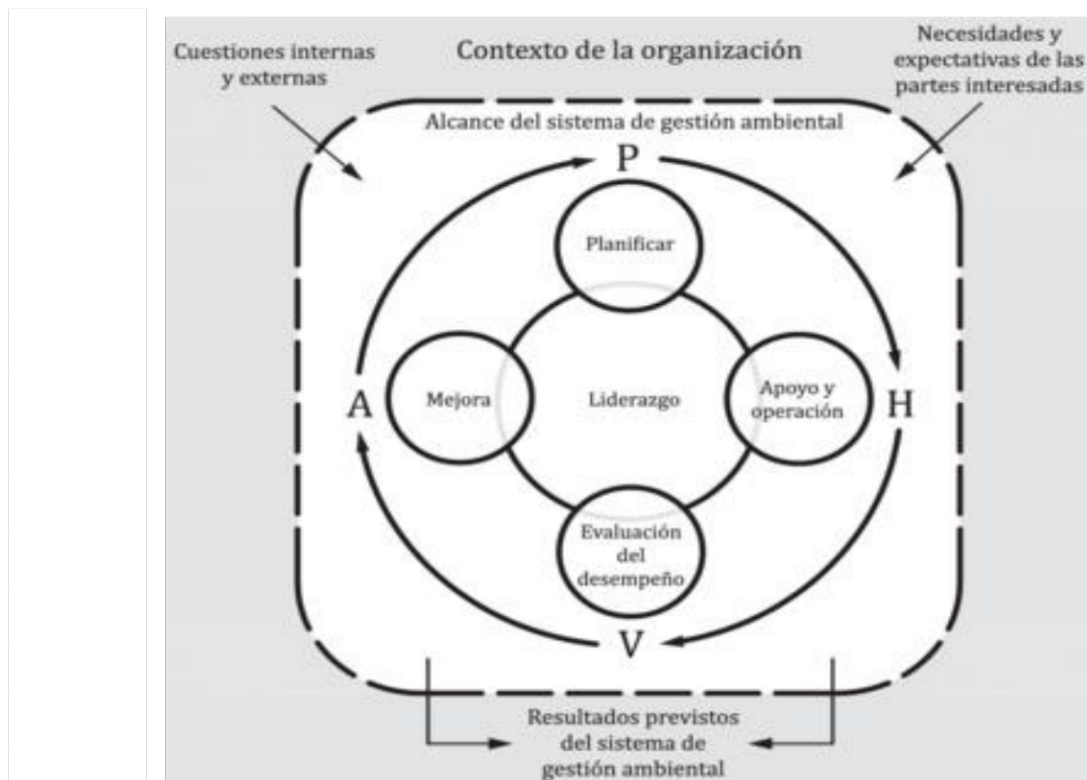 Cuestiones internas
y externas
Contexto de la organización
Necesidades y
expectativas de las
partes interesadas
Alcance del sistema de gestión ambiental
P
Planificar
A
Mejora
Liderazgo
Apoyo y
operación
H
Evaluación
del
desempeño
V
Resultados previstos
del sistema de
gestión ambiental